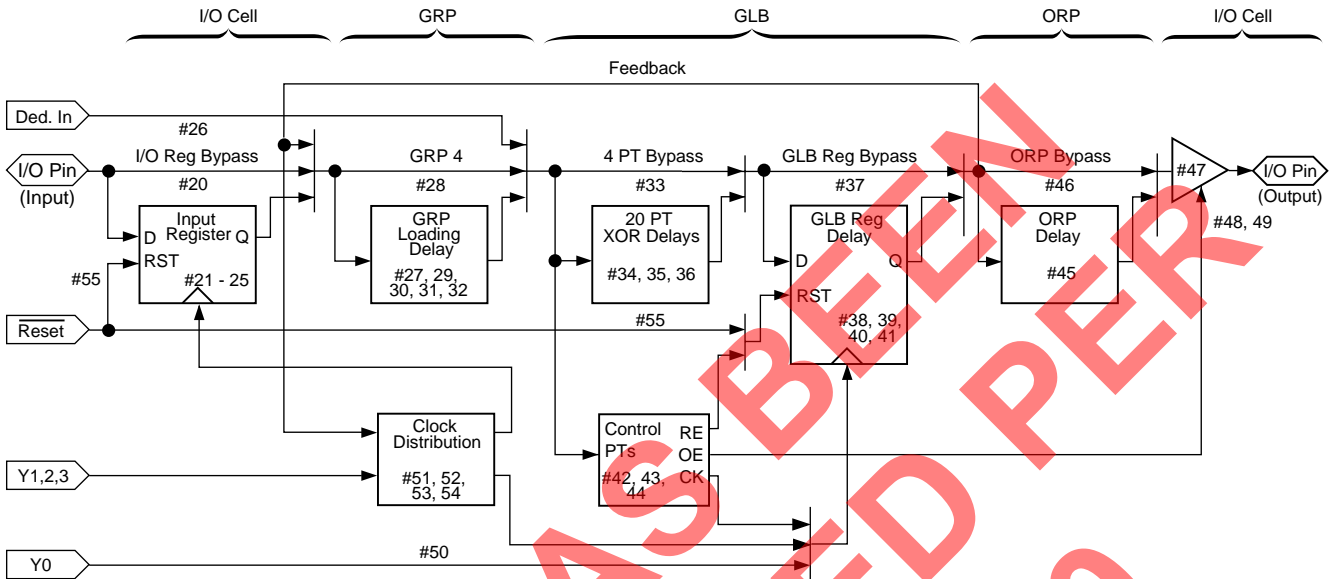 I/O Cell GRP GLB ORP I/O Cell
Feedback
Ded. In
#26
I/O Pin
(Input)
I/O Reg Bypass
#20
GRP 4
#28
4 PT Bypass
#33
GLB Reg Bypass
#37
ORP Bypass
#46
#47
I/O Pin
(Output)
#48, 49
Input
Register
D Q
RST
#21 - 25
#55
GRP
Loading
Delay
#27, 29,
30, 31, 32
20 PT
XOR Delays
#34, 35, 36
GLB Reg
Delay
D Q
RST
#38, 39,
40, 41
ORP
Delay
#45
Reset
#55
Clock
Distribution
#51, 52,
53, 54
Control
PTs
RE
OE
CK
#42, 43,
44
Y1,2,3
Y0
#50
AS BEEN
ED PER